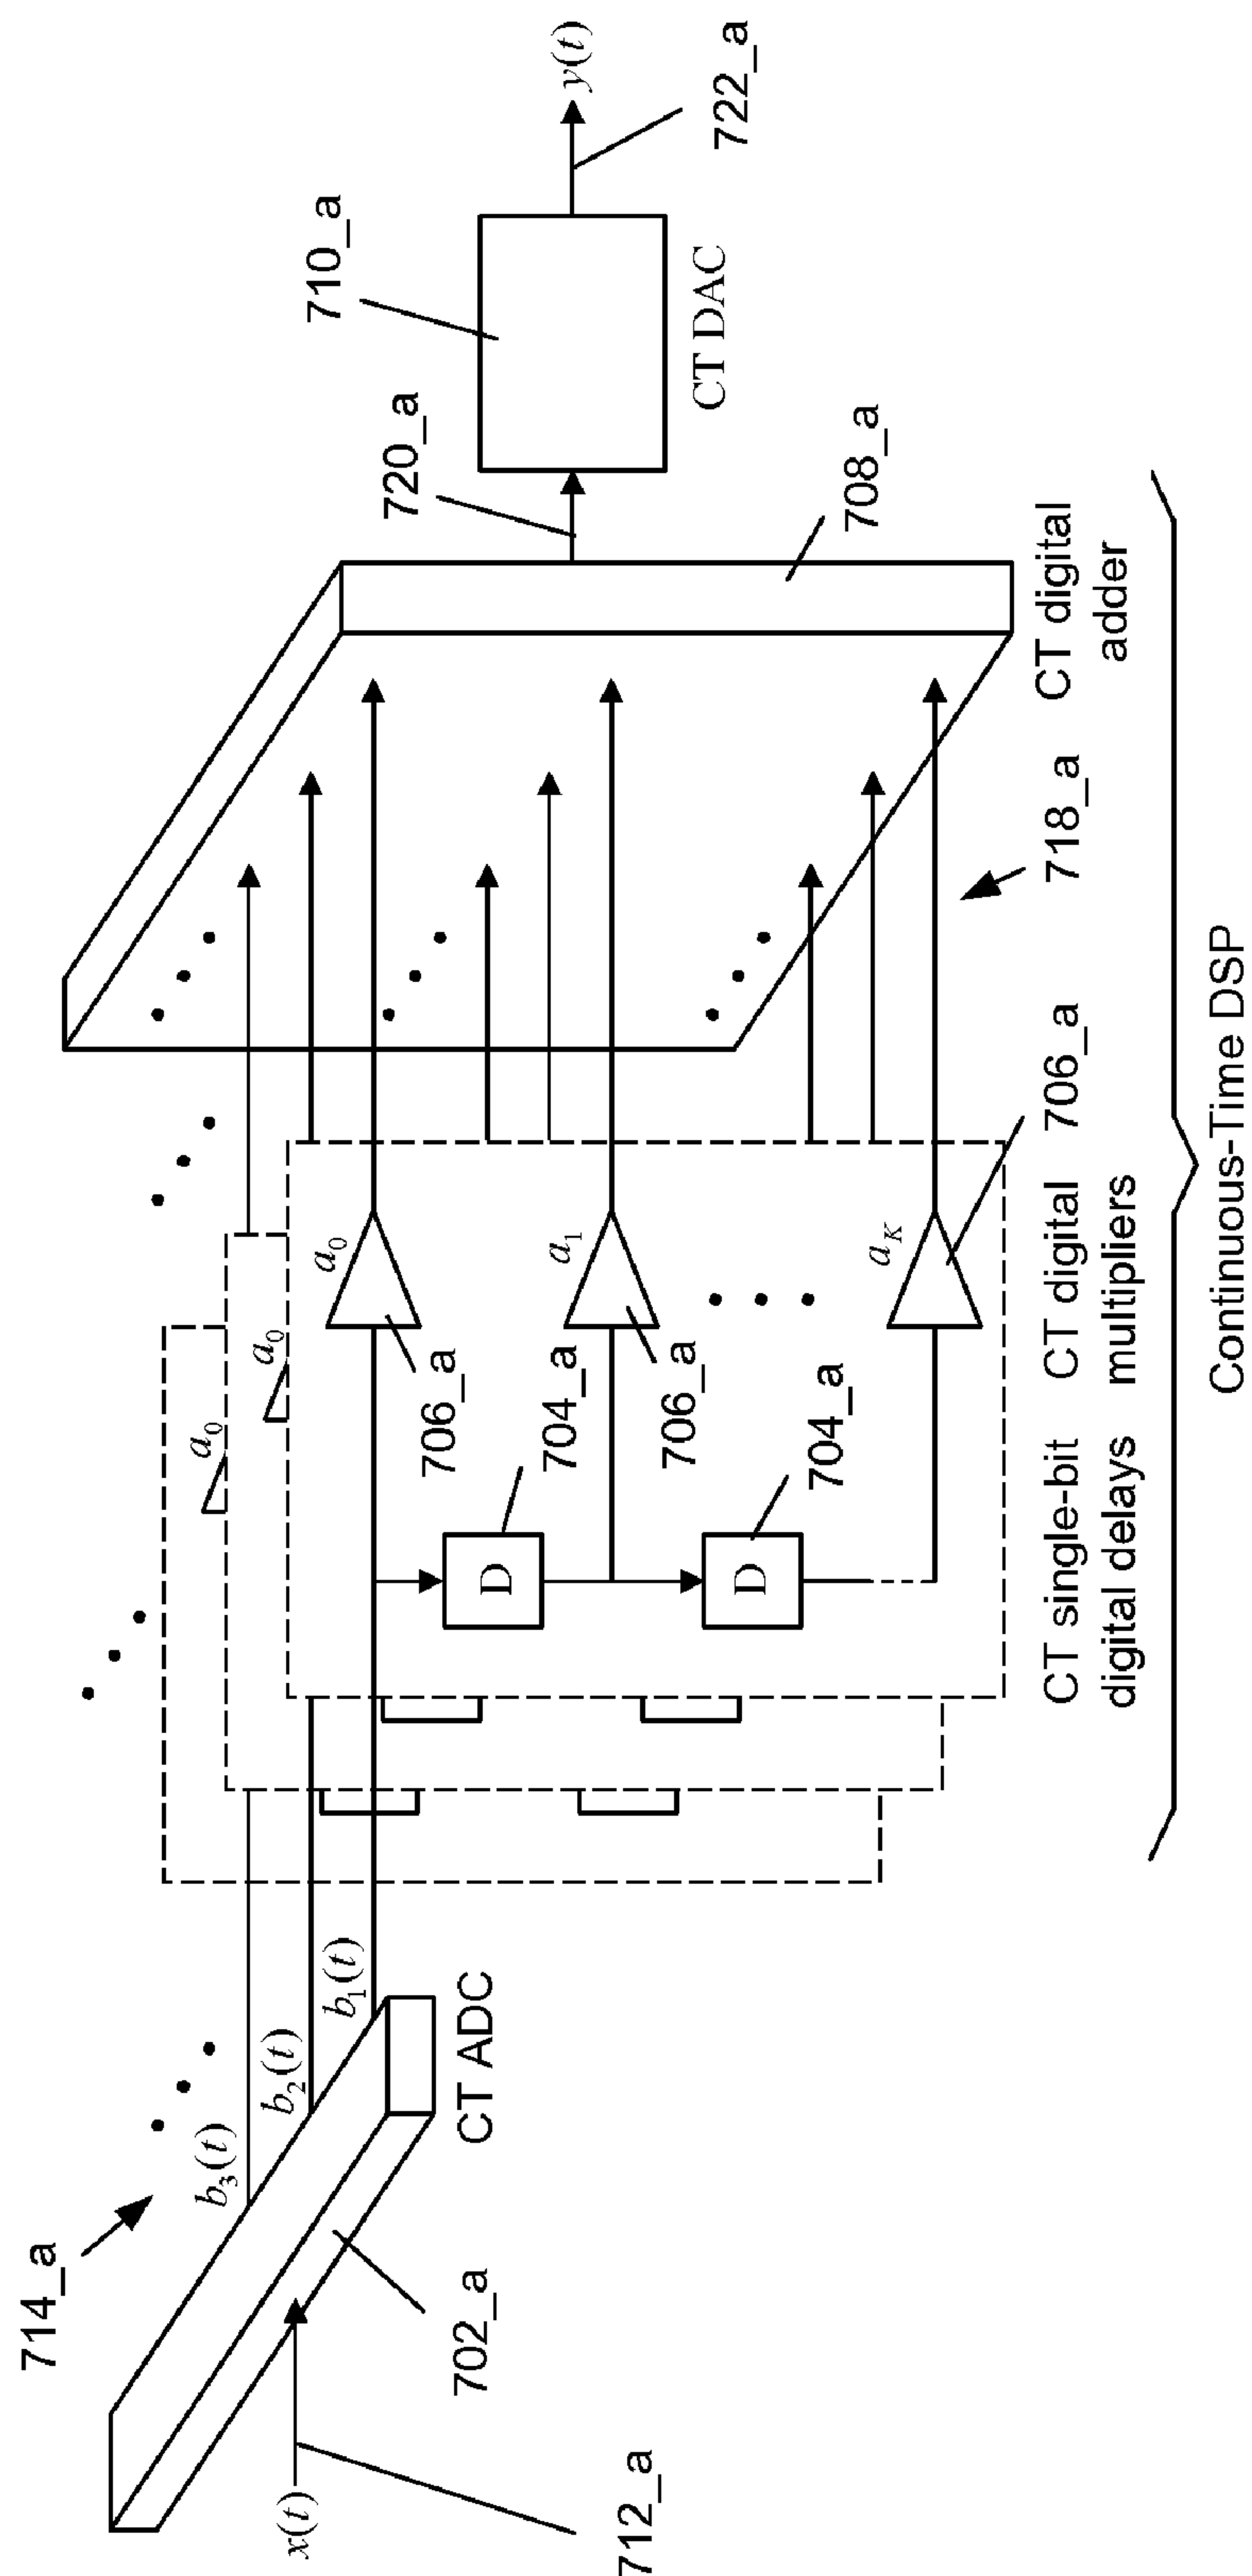 714_a
x(t)
712_a
702_a
CT ADC
b₃(t)
b₂(t)
b₁(t)
a₀
a₀
a₀
706_a
D
704_a
a₁
706_a
D
704_a
a_K
706_a
CT single-bit
digital delays
CT digital
multipliers
718_a
CT digital
adder
708_a
Continuous-Time DSP
720_a
710_a
CT DAC
y(t)
722_a